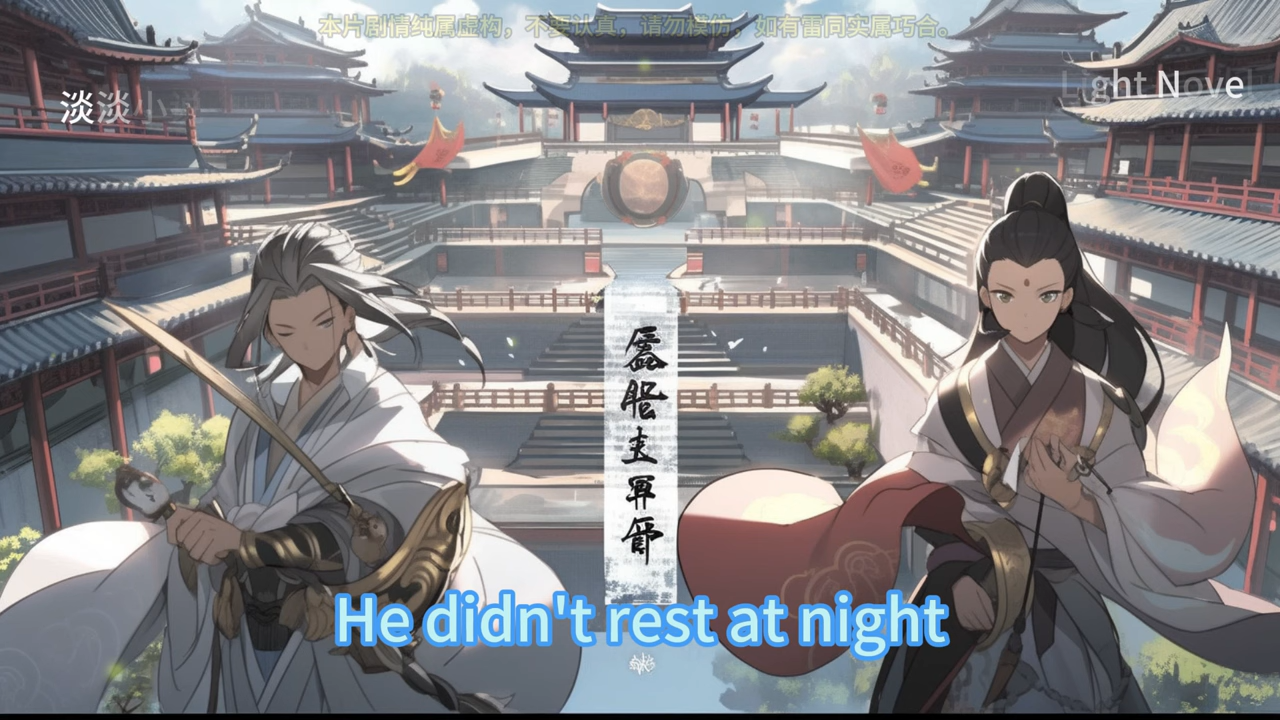 本片剧情纯属虚构，不要认真，请勿模仿，如有雷同实属巧合。
淡淡小
Light Novel
He didn't rest at night